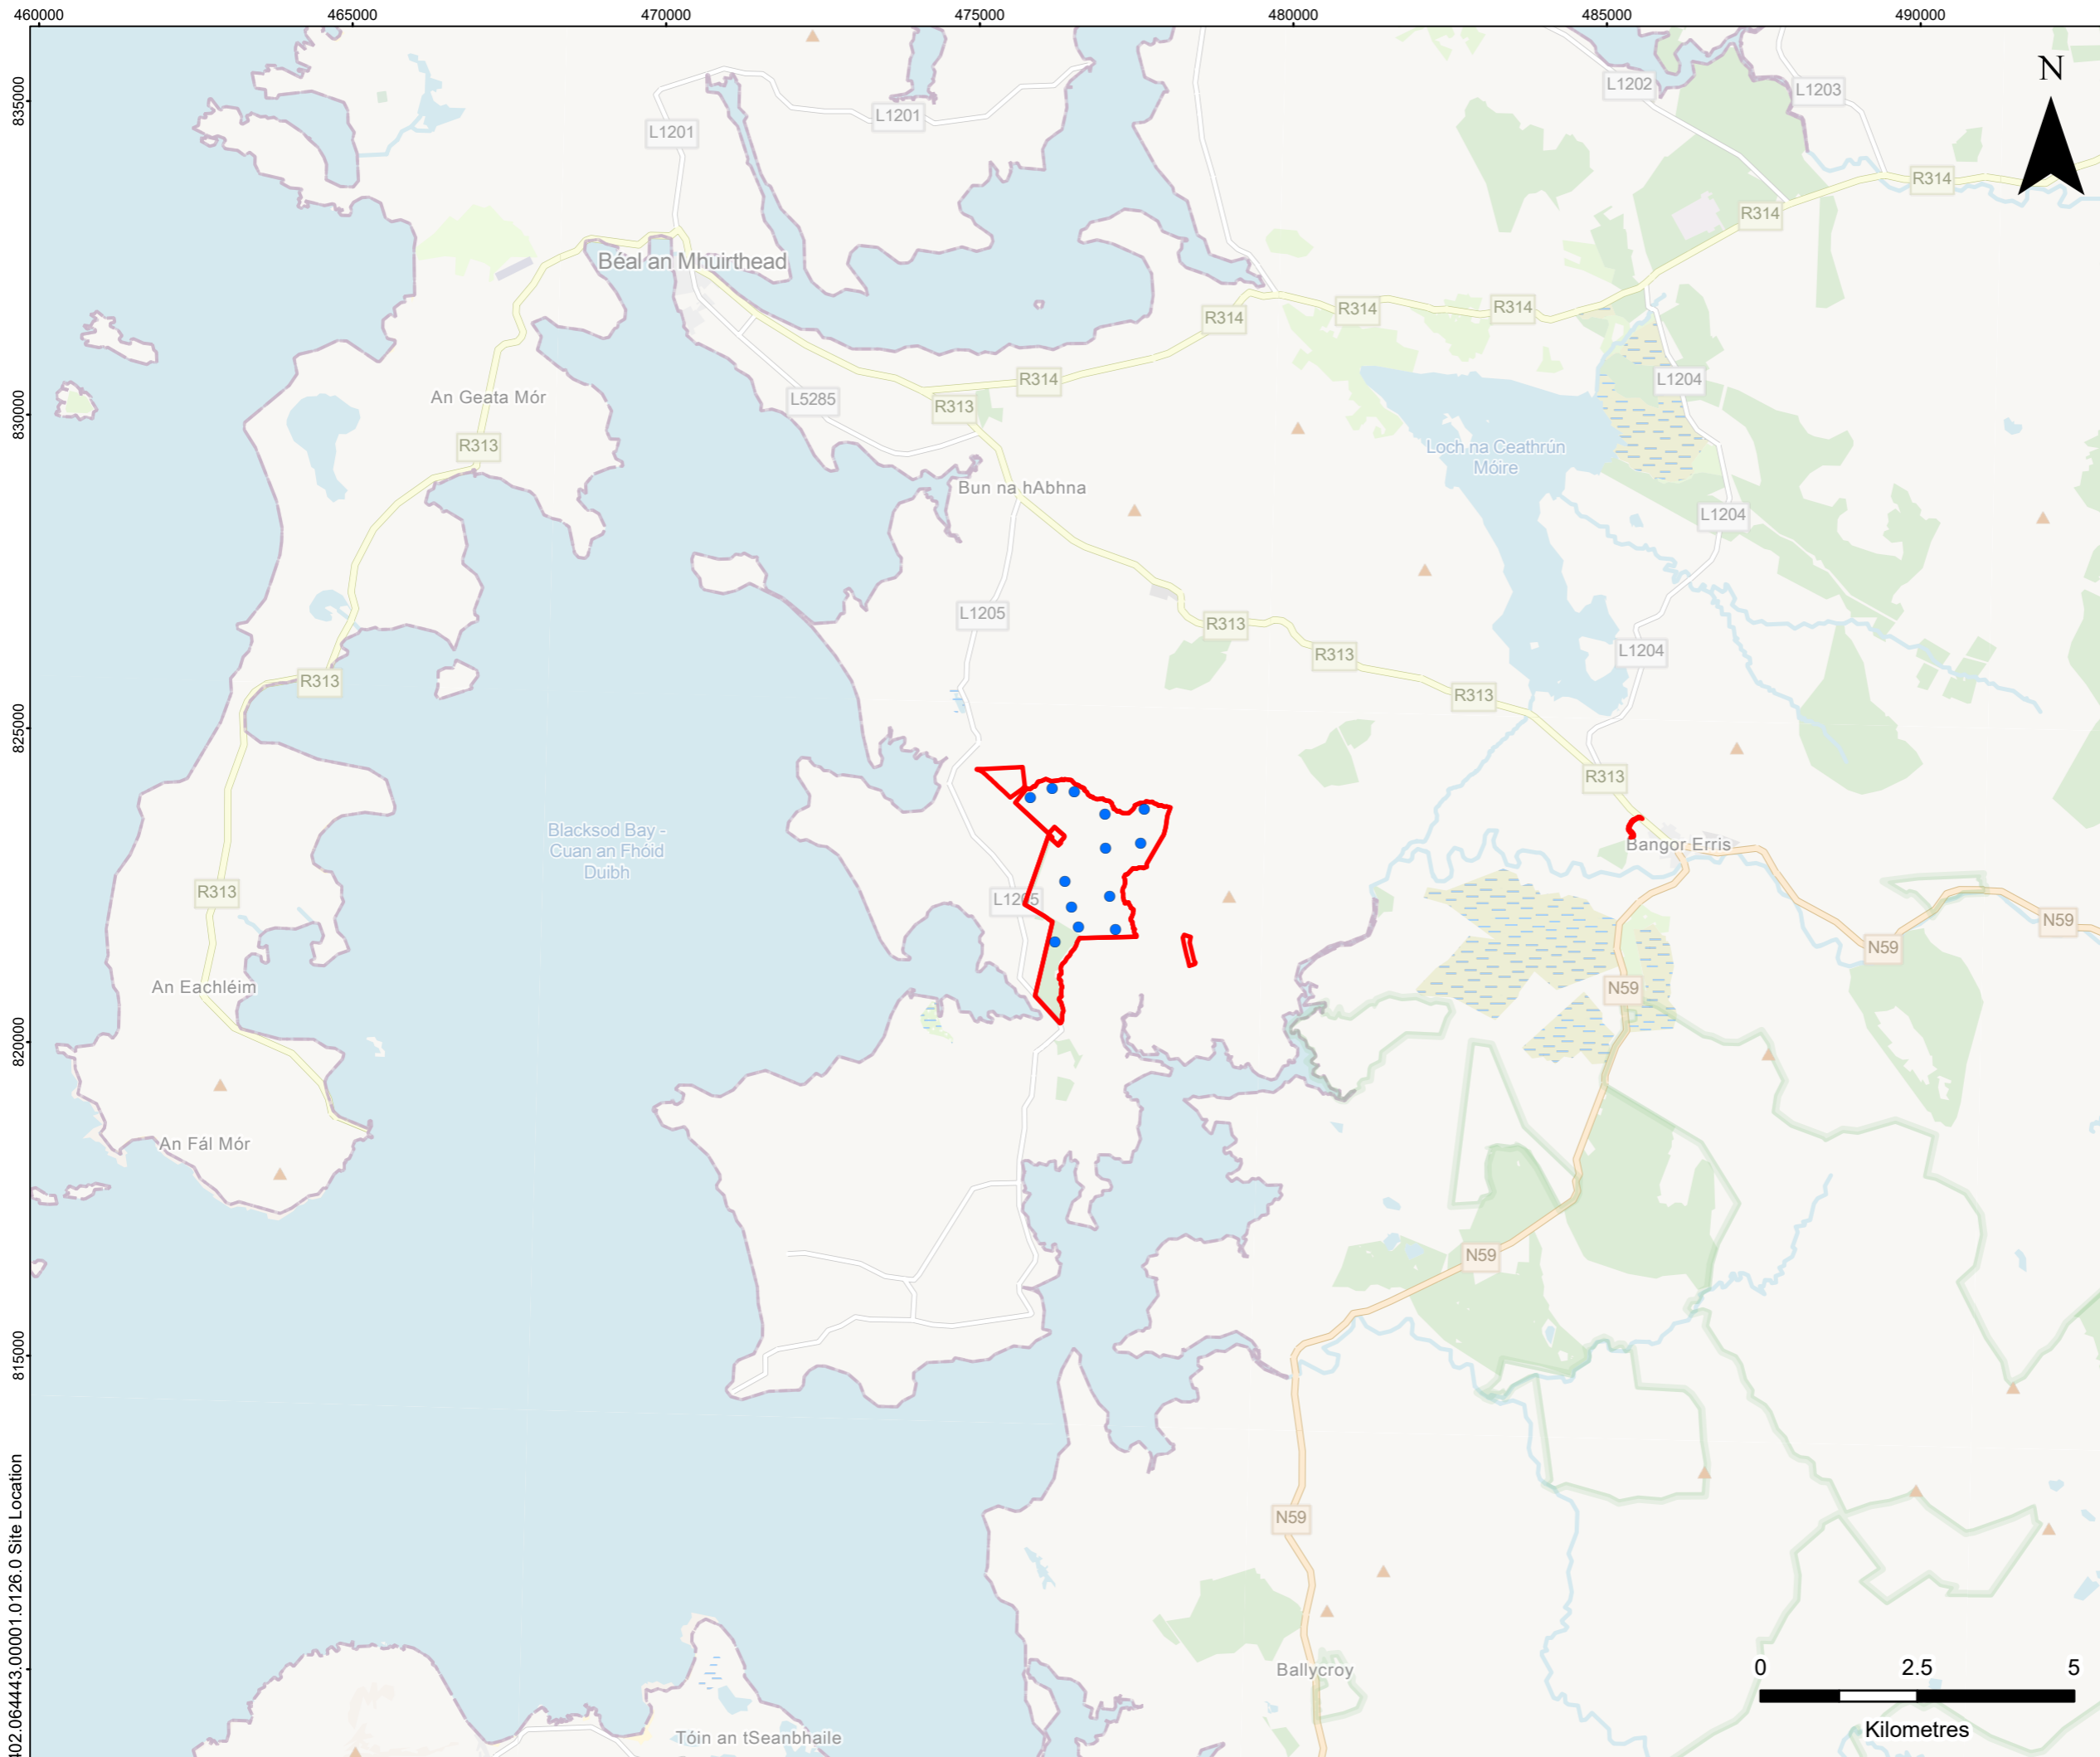 460000 465000 470000 475000 480000 485000 490000
835000
830000
825000
820000
815000
N
L1202
L1203
L1201
L1201
R314
R314
Béal an Mhuirthead
R314
R314
R314
R314
L1204
An Geata Mór
L5285
R313
R313
Loch na Ceathrún
Móire
Bun na hAbhna
L1204
L1205
R313
R313
L1204
R313
R313
R313
Blacksod Bay -
Cuan an Fhóid
Duibh
Bangor Erris
R313
L1205
N59
N59
An Eachléim
N59
An Fál Mór
N59
N59
Ballycroy
Tóin an tSeanbhaile
0 2.5 5
Kilometres
402.064443.00001.0126.0 Site Location